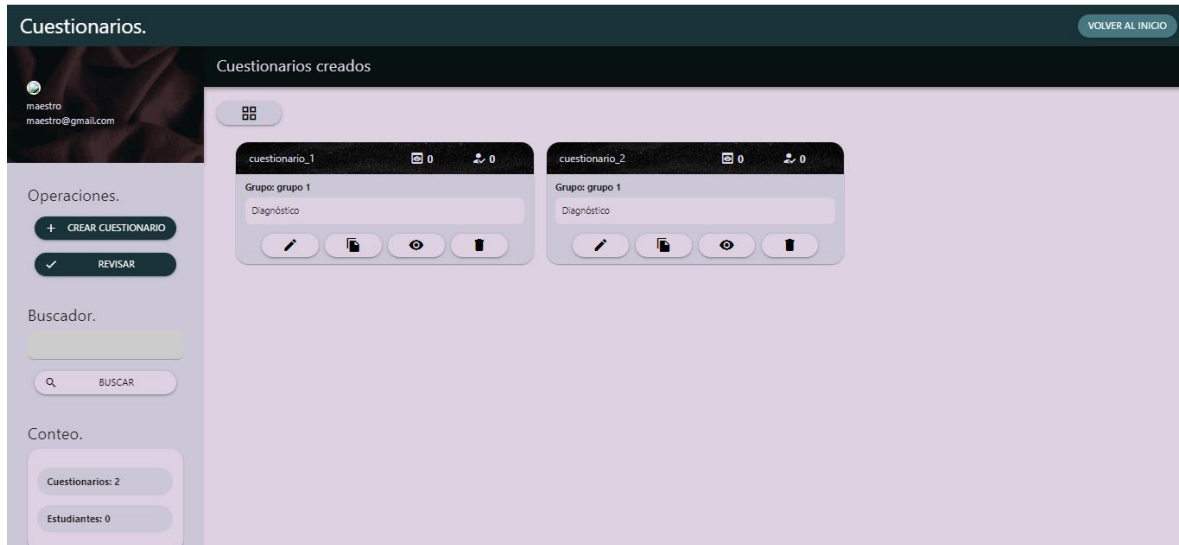 Cuestionarios.
VOLVER AL INICIO
maestro
maestro@gmail.com
Operaciones.
CREAR CUESTIONARIO
REVISAR
Buscador.
BUSCAR
Conteo.
Cuestionarios: 2
Estudiantes: 0
Cuestionarios creados
cuestionario_1 0 0
Grupo: grupo 1
Diagnóstico
cuestionario_2 0 0
Grupo: grupo 1
Diagnóstico